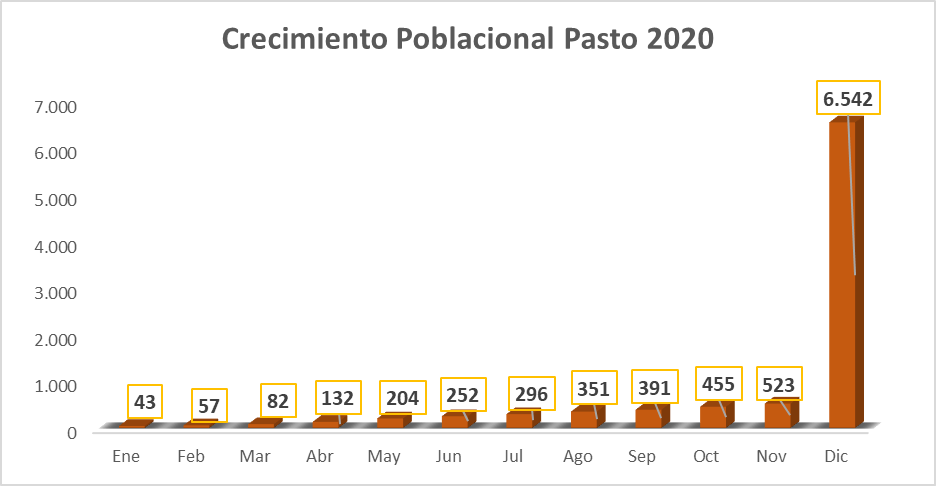 Crecimiento Poblacional Pasto 2020
7.000
6.000
5.000
4.000
3.000
2.000
1.000
0
43
57
82
132
204
252
296
351
391
455
523
6.542
Ene
Feb
Mar
Abr
May
Jun
Jul
Ago
Sep
Oct
Nov
Dic